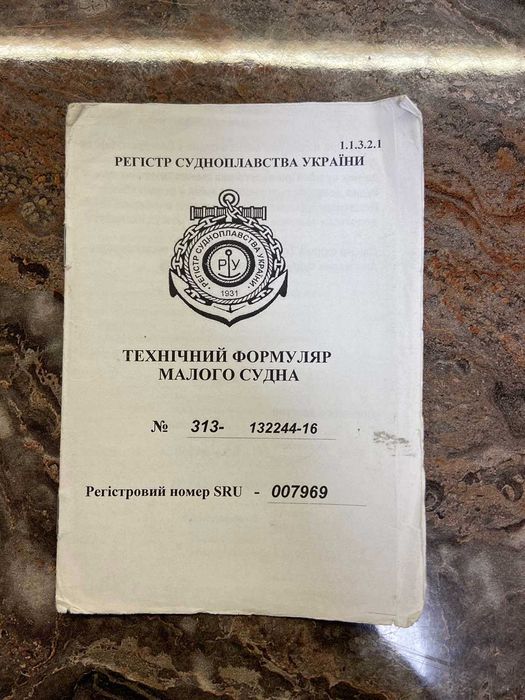 1.1.3.2.1
РЕГІСТР СУДНОПЛАВСТВА УКРАЇНИ
РЕГІСТР СУДНОПЛАВСТВА УКРАЇНИ
РУ
1931
ТЕХНІЧНИЙ ФОРМУЛЯР
МАЛОГО СУДНА
№ 313- 132244-16
Регістровий номер SRU - 007969